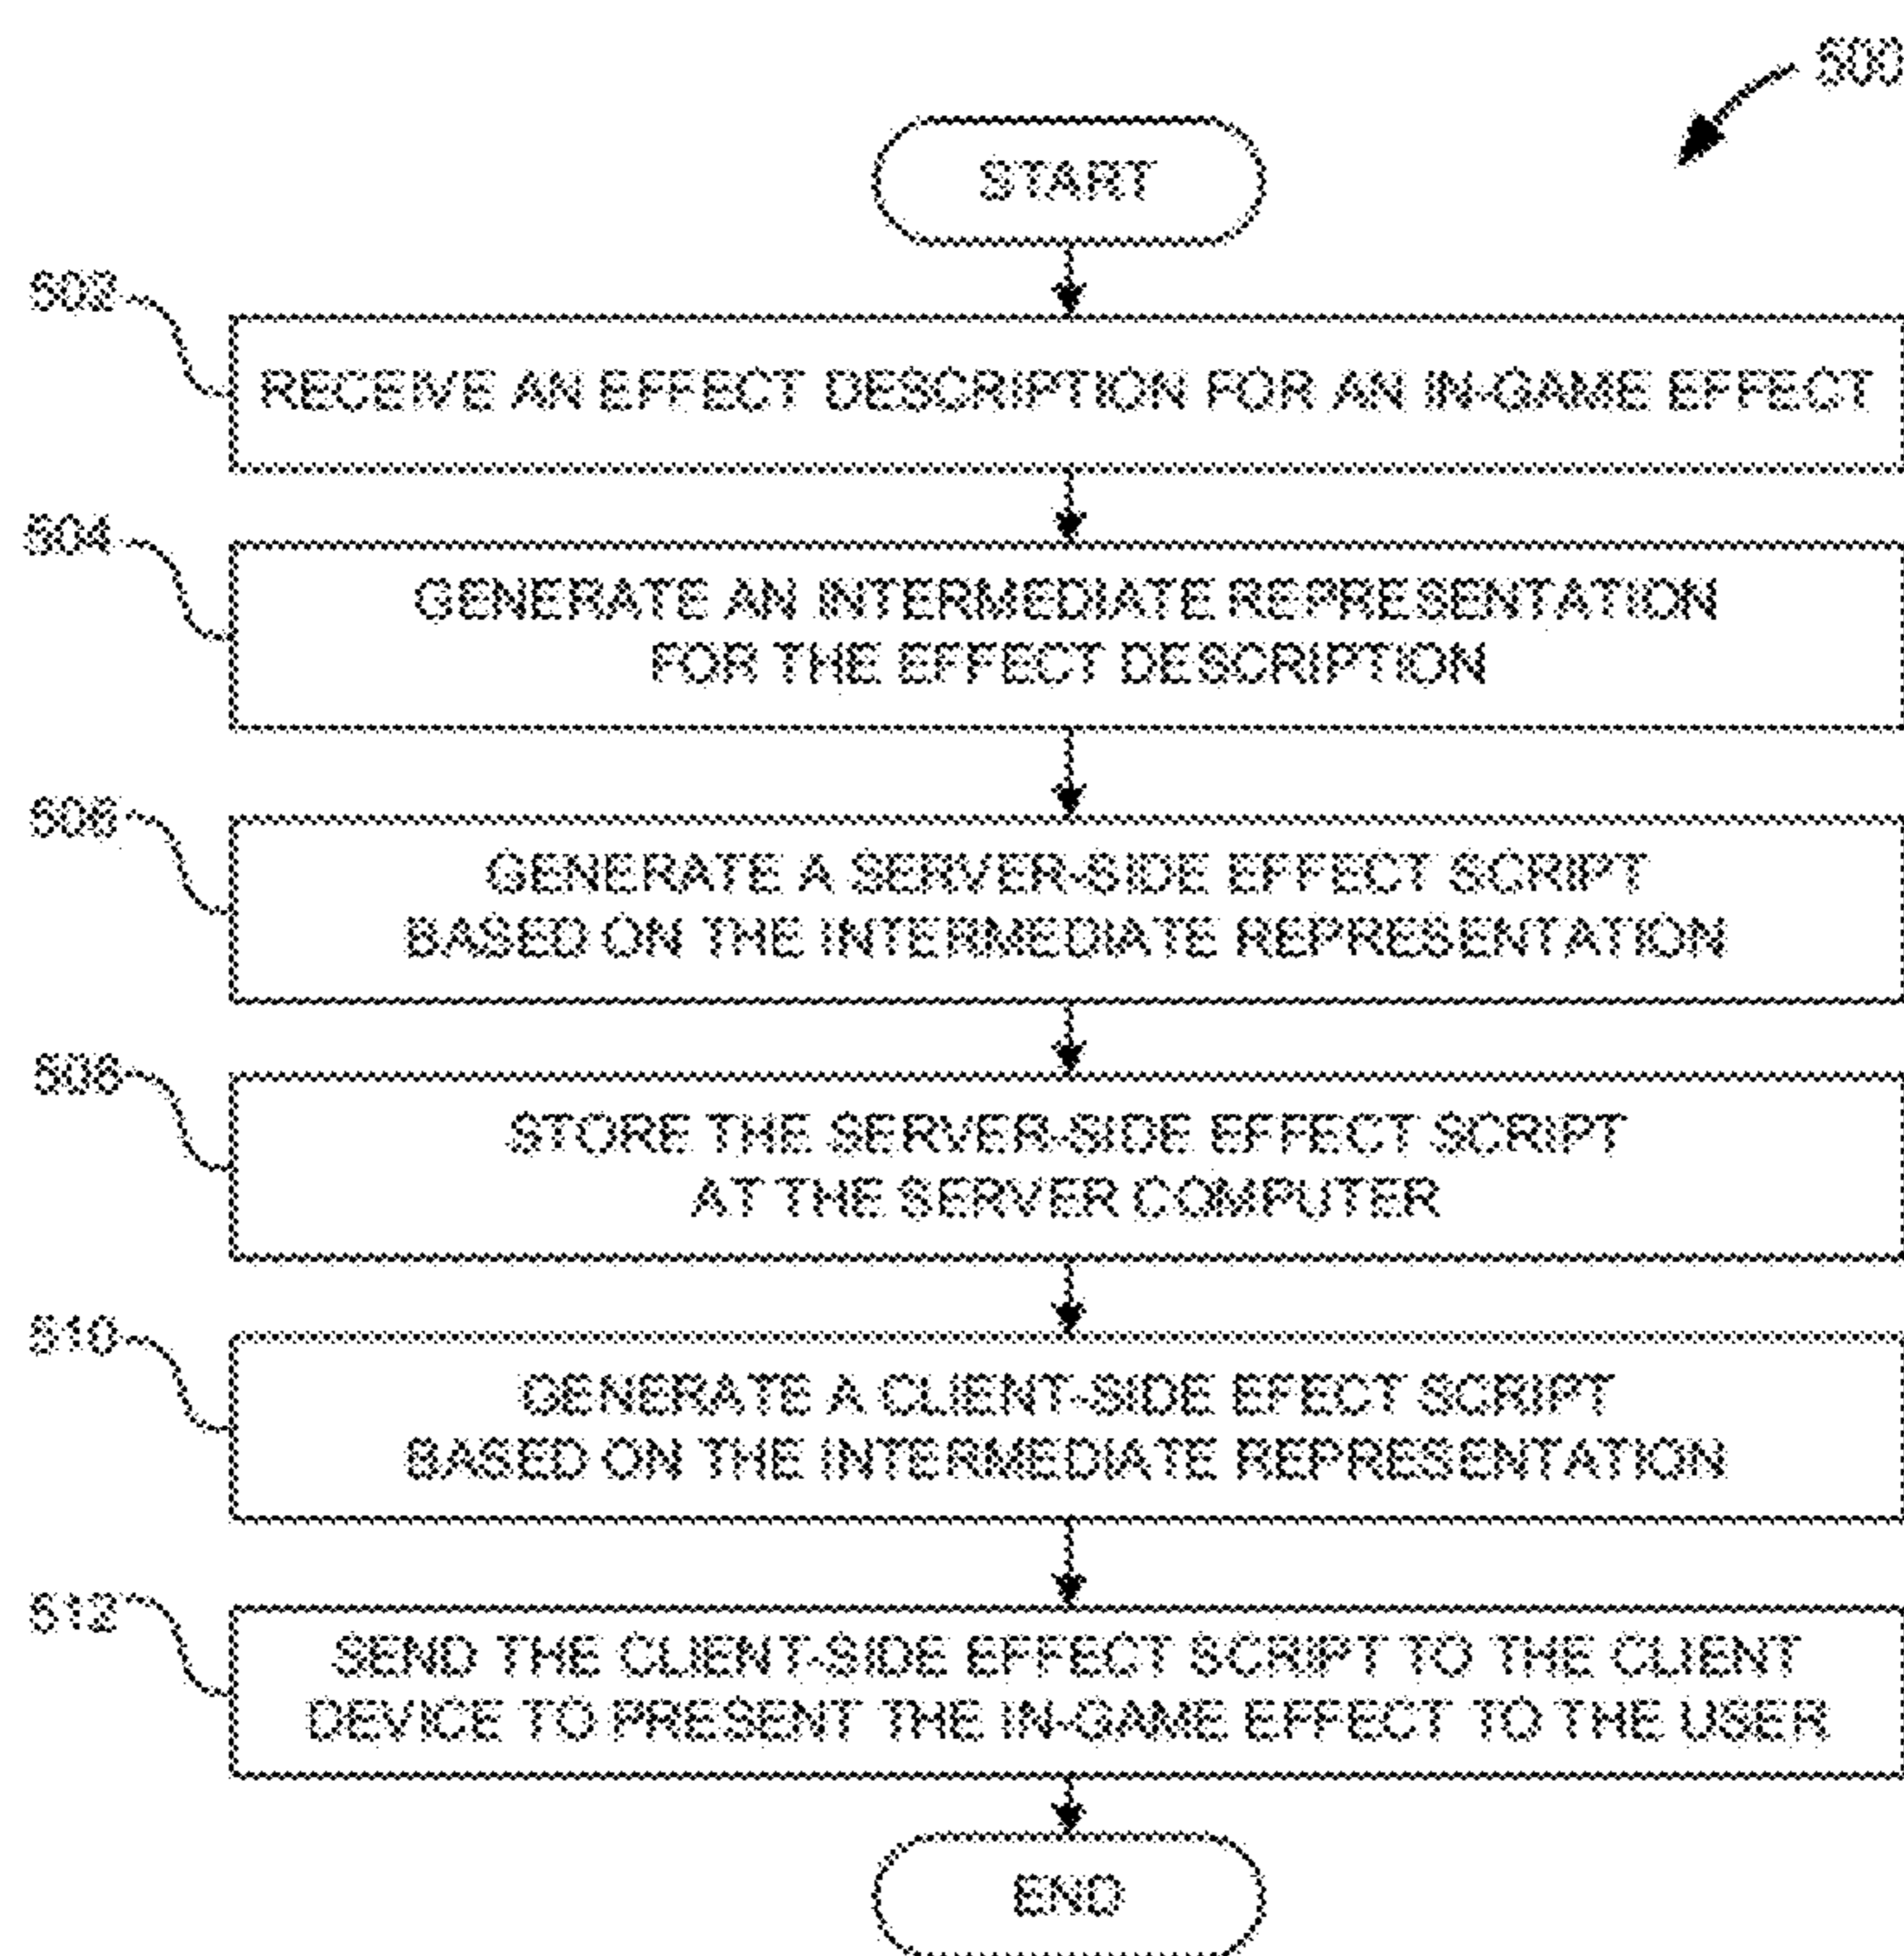 500
START
502
RECEIVE AN EFFECT DESCRIPTION FOR AN IN-GAME EFFECT
504
GENERATE AN INTERMEDIATE REPRESENTATION
FOR THE EFFECT DESCRIPTION
506
GENERATE A SERVER-SIDE EFFECT SCRIPT
BASED ON THE INTERMEDIATE REPRESENTATION
508
STORE THE SERVER-SIDE EFFECT SCRIPT
AT THE SERVER COMPUTER
510
GENERATE A CLIENT-SIDE EFFECT SCRIPT
BASED ON THE INTERMEDIATE REPRESENTATION
512
SEND THE CLIENT-SIDE EFFECT SCRIPT TO THE CLIENT
DEVICE TO PRESENT THE IN-GAME EFFECT TO THE USER
END